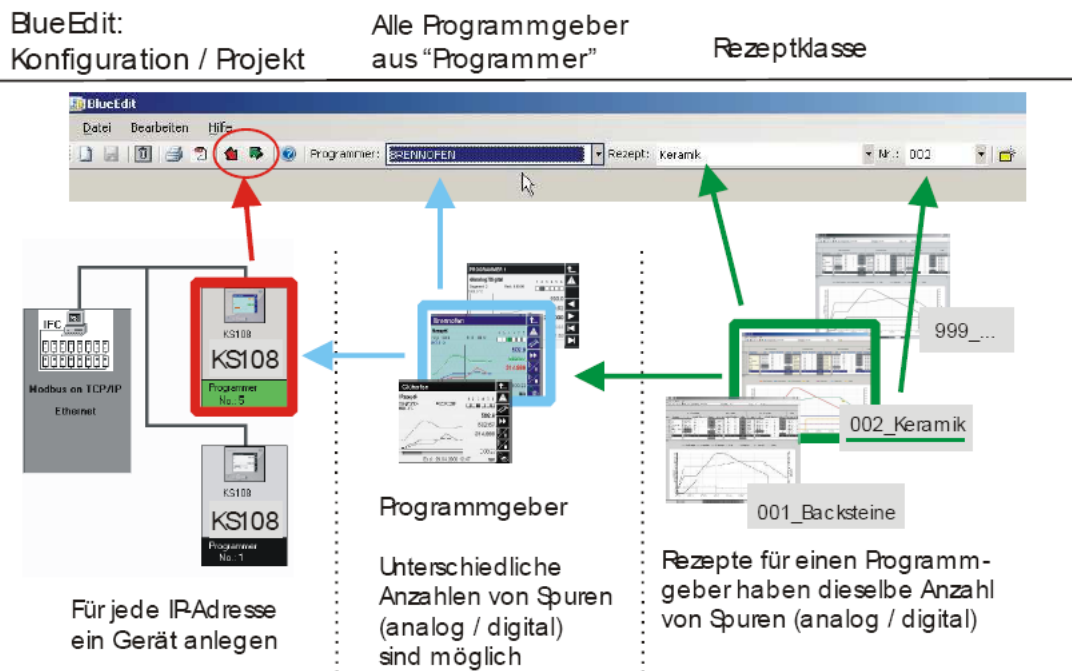 BlueEdit:
Konfiguration / Projekt
Alle Programmgeber
aus “Programmer”
Rezeptklasse
BlueEdit
Datei Bearbeiten Hilfe
Programmer: BRENNOFEN Rezept: Keramik Nr.: 002
IFC
Modbus on TCP/IP
Ethernet
KS108
KS108
Programmer
No.: 5
KS108
KS108
Programmer
No.: 1
Für jede IP-Adresse
ein Gerät anlegen
PROGRAMMER 1
Brennofen
Programmgeber
Unterschiedliche
Anzahlen von Spuren
(analog / digital)
sind möglich
999_...
002_Keramik
001_Backsteine
Rezepte für einen Programm-
geber haben dieselbe Anzahl
von Spuren (analog / digital)